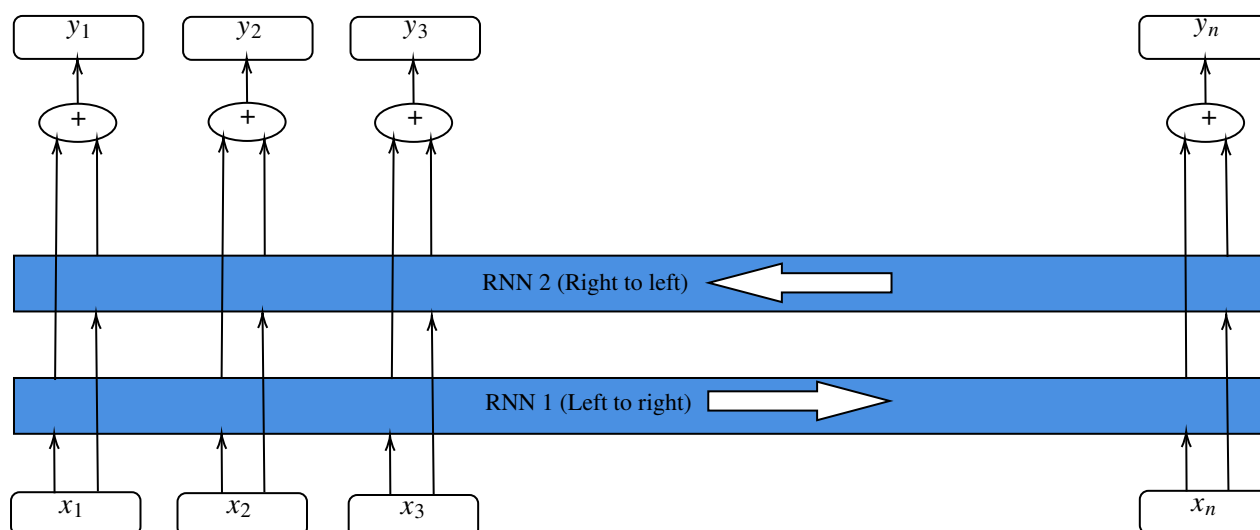 y₁ y₂ y₃ yₙ
+ + + +
RNN 2 (Right to left)
RNN 1 (Left to right)
x₁ x₂ x₃ xₙ